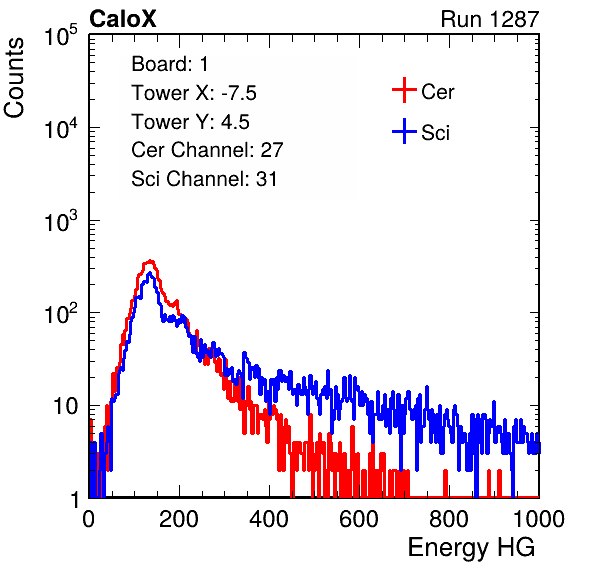 CaloX Run 1287
Counts
Board: 1
Tower X: -7.5
Tower Y: 4.5
Cer Channel: 27
Sci Channel: 31
Cer
Sci
10^5
10^4
10^3
10^2
10
1
0 200 400 600 800 1000
Energy HG